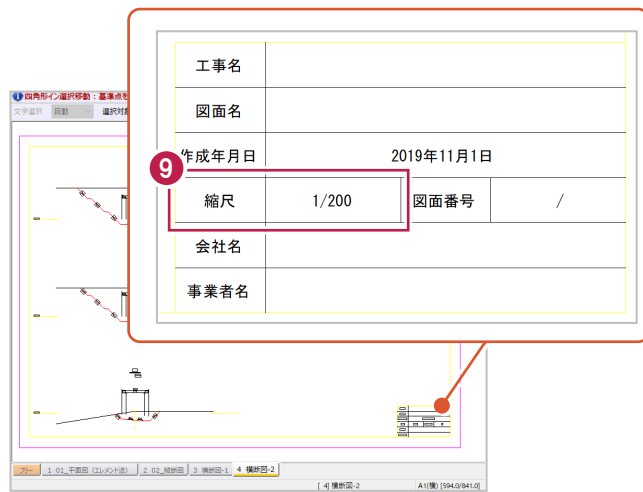 工事名
図面名
作成年月日 2019年11月1日
9
縮尺 1/200 図面番号 /
会社名
事業者名
四角形イン選択移動：基準点を
文字選択 自動 選択対
フリー 1 01_平面図（エレメント法） 2 02_縦断図 3 横断図-1 4 横断図-2
[ 4] 横断図-2 A1(横) [594.0/841.0]